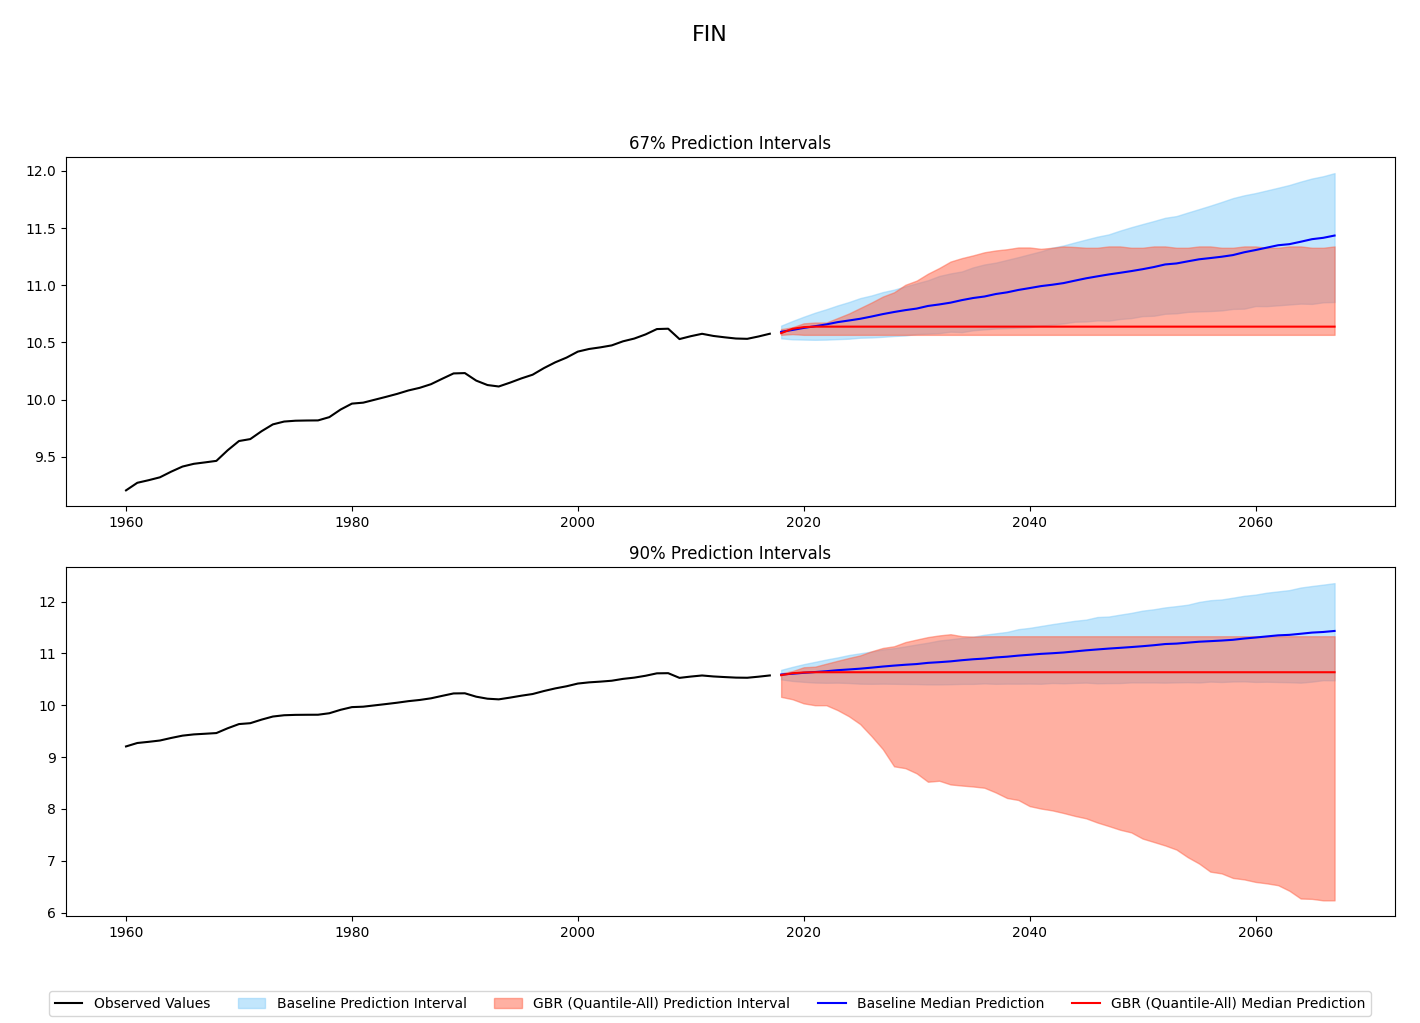 FIN
67% Prediction Intervals
12.0
11.5
11.0
10.5
10.0
9.5
1960 1980 2000 2020 2040 2060
90% Prediction Intervals
12
11
10
9
8
7
6
1960 1980 2000 2020 2040 2060
Observed Values Baseline Prediction Interval GBR (Quantile-All) Prediction Interval Baseline Median Prediction GBR (Quantile-All) Median Prediction